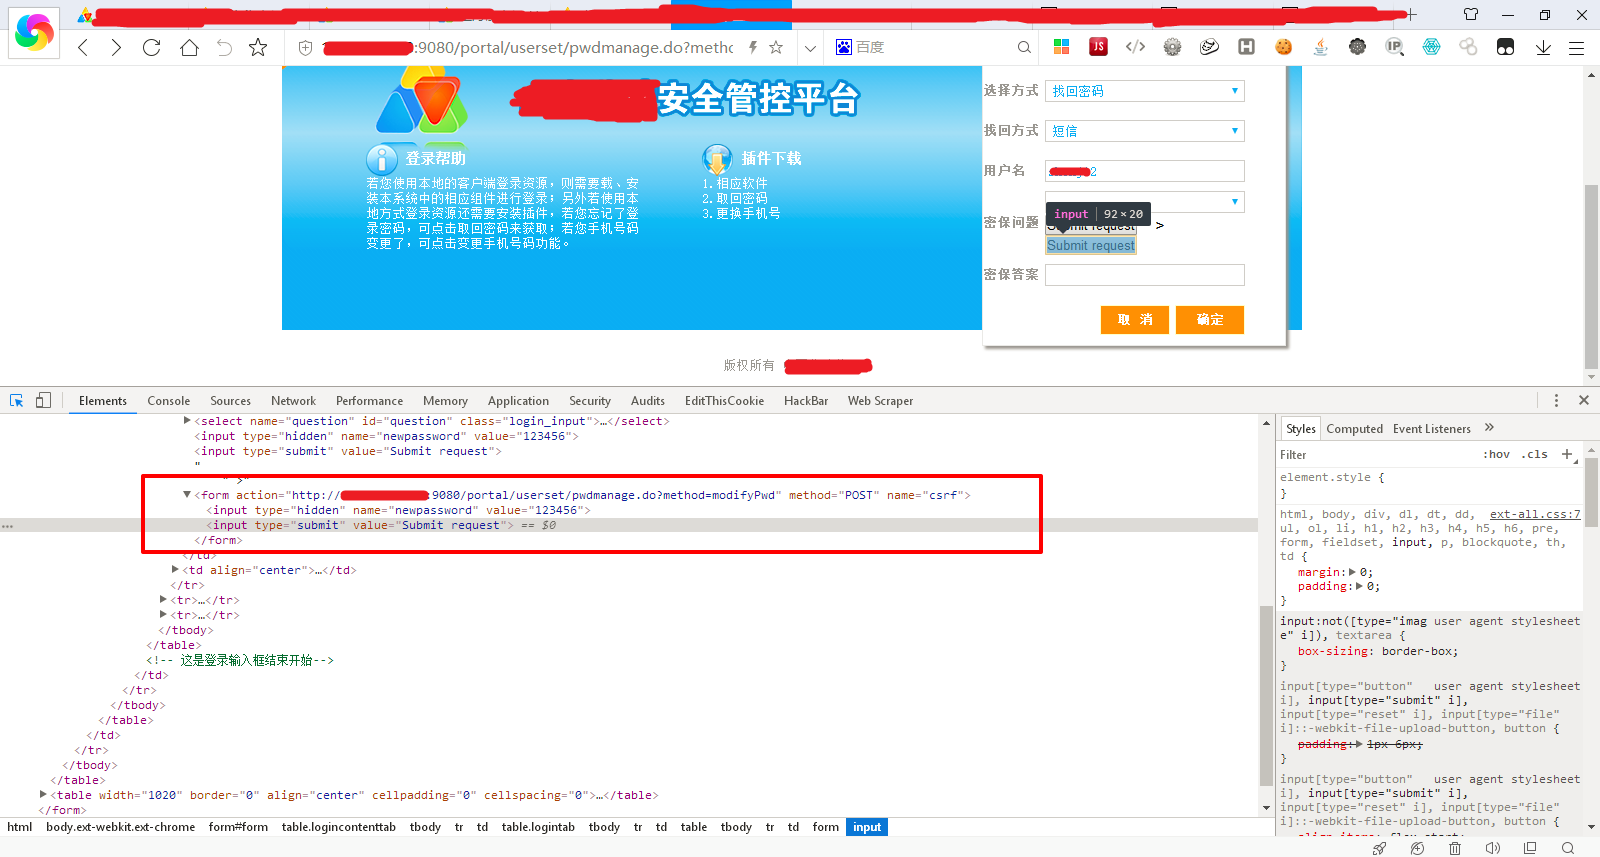 :9080/portal/userset/pwdmanage.do?metho
百度
JS
</>
H
IP
安全管控平台
登录帮助
若您使用本地的客户端登录资源，则需要载、安
装本系统中的相应组件进行登录；另外若使用本
地方式登录资源还需要安装插件，若您忘记了登
录密码，可点击取回密码来获取；若您手机号码
变更了，可点击变更手机号码功能。
插件下载
1.相应软件
2.取回密码
3.更换手机号
选择方式 找回密码
找回方式 短信
用户名 2
input 92×20
密保问题 Submit request >
Submit request
密保答案
取 消 确定
版权所有
Elements Console Sources Network Performance Memory Application Security Audits EditThisCookie HackBar Web Scraper
<select name="question" id="question" class="login_input">…</select>
<input type="hidden" name="newpassword" value="123456">
<input type="submit" value="Submit request">
"
">"
<form action="http:// :9080/portal/userset/pwdmanage.do?method=modifyPwd" method="POST" name="csrf">
<input type="hidden" name="newpassword" value="123456">
<input type="submit" value="Submit request"> == $0
</form>
</td>
<td align="center">…</td>
</tr>
<tr>…</tr>
<tr>…</tr>
</tbody>
</table>
<!-- 这是登录输入框结束开始-->
</td>
</tr>
</tbody>
</table>
</td>
</tr>
</tbody>
</table>
<table width="1020" border="0" align="center" cellpadding="0" cellspacing="0">…</table>
</form>
html body.ext-webkit.ext-chrome form#form table.logincontenttab tbody tr td table.logintab tbody tr td table tbody tr td form input
Styles Computed Event Listeners »
Filter :hov .cls +
element.style {
}
html, body, div, dl, dt, dd, ext-all.css:7
ul, ol, li, h1, h2, h3, h4, h5, h6, pre,
form, fieldset, input, p, blockquote, th,
td {
margin: 0;
padding: 0;
}
input:not([type="imag user agent stylesheet
e" i]), textarea {
box-sizing: border-box;
}
input[type="button" user agent stylesheet
i], input[type="submit" i],
input[type="reset" i], input[type="file"
i]::-webkit-file-upload-button, button {
padding: 1px 6px;
}
input[type="button" user agent stylesheet
i], input[type="submit" i],
input[type="reset" i], input[type="file"
i]::-webkit-file-upload-button, button {
align-items: flex-start;